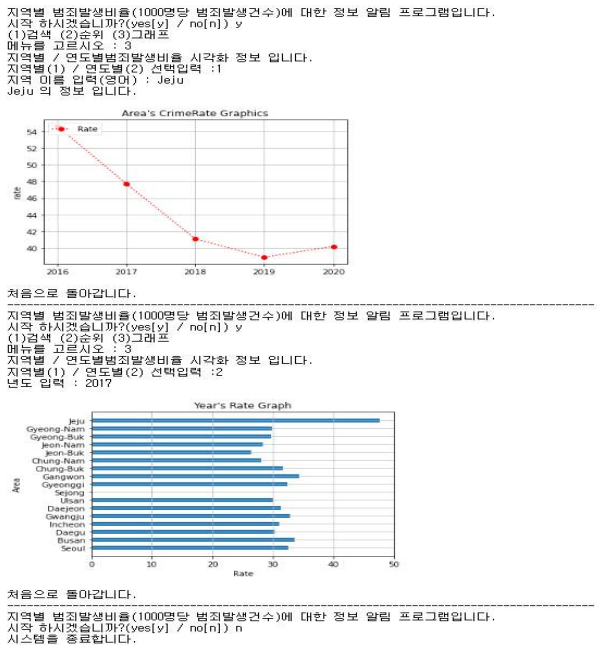 지역별 범죄발생비율(1000명당 범죄발생건수)에 대한 정보 알림 프로그램입니다.
시작 하시겠습니까?(yes[y] / no[n]) y
(1)검색 (2)순위 (3)그래프
메뉴를 고르시오 : 3
지역별 / 연도별범죄발생비율 시각화 정보 입니다.
지역별(1) / 연도별(2) 선택입력 :1
지역 이름 입력(영어) : Jeju
Jeju 의 정보 입니다.
Area's CrimeRate Graphics
Rate
54
52
50
48
46
44
42
40
rate
2016 2017 2018 2019 2020
처음으로 돌아갑니다.
지역별 범죄발생비율(1000명당 범죄발생건수)에 대한 정보 알림 프로그램입니다.
시작 하시겠습니까?(yes[y] / no[n]) y
(1)검색 (2)순위 (3)그래프
메뉴를 고르시오 : 3
지역별 / 연도별범죄발생비율 시각화 정보 입니다.
지역별(1) / 연도별(2) 선택입력 :2
년도 입력 : 2017
Year's Rate Graph
Jeju
Gyeong-Nam
Gyeong-Buk
Jeon-Nam
Jeon-Buk
Chung-Nam
Chung-Buk
Gangwon
Gyeonggi
Sejong
Ulsan
Daejeon
Gwangju
Incheon
Daegu
Busan
Seoul
Area
0 10 20 30 40 50
Rate
처음으로 돌아갑니다.
지역별 범죄발생비율(1000명당 범죄발생건수)에 대한 정보 알림 프로그램입니다.
시작 하시겠습니까?(yes[y] / no[n]) n
시스템을 종료합니다.